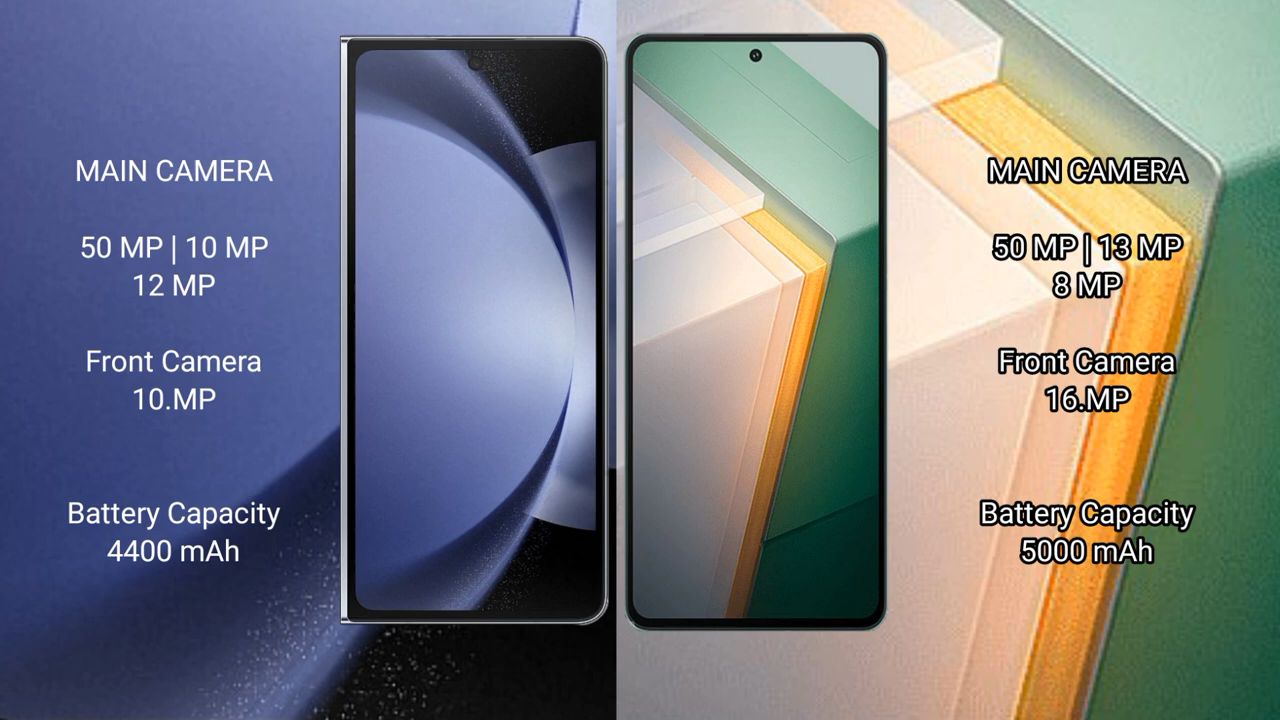 MAIN CAMERA
50 MP | 10 MP
12 MP
Front Camera
10.MP
Battery Capacity
4400 mAh
MAIN CAMERA
50 MP | 13 MP
8 MP
Front Camera
16.MP
Battery Capacity
5000 mAh